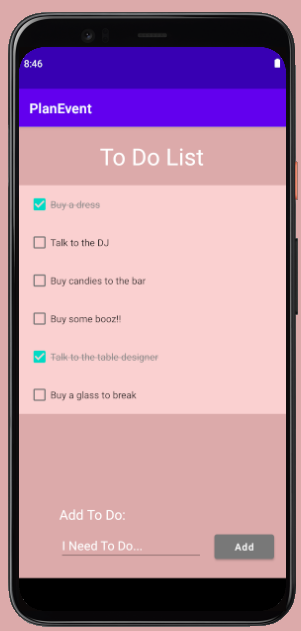 8:46
PlanEvent
To Do List
Buy a dress
Talk to the DJ
Buy candies to the bar
Buy some booz!!
Talk to the table designer
Buy a glass to break
Add To Do:
I Need To Do... Add